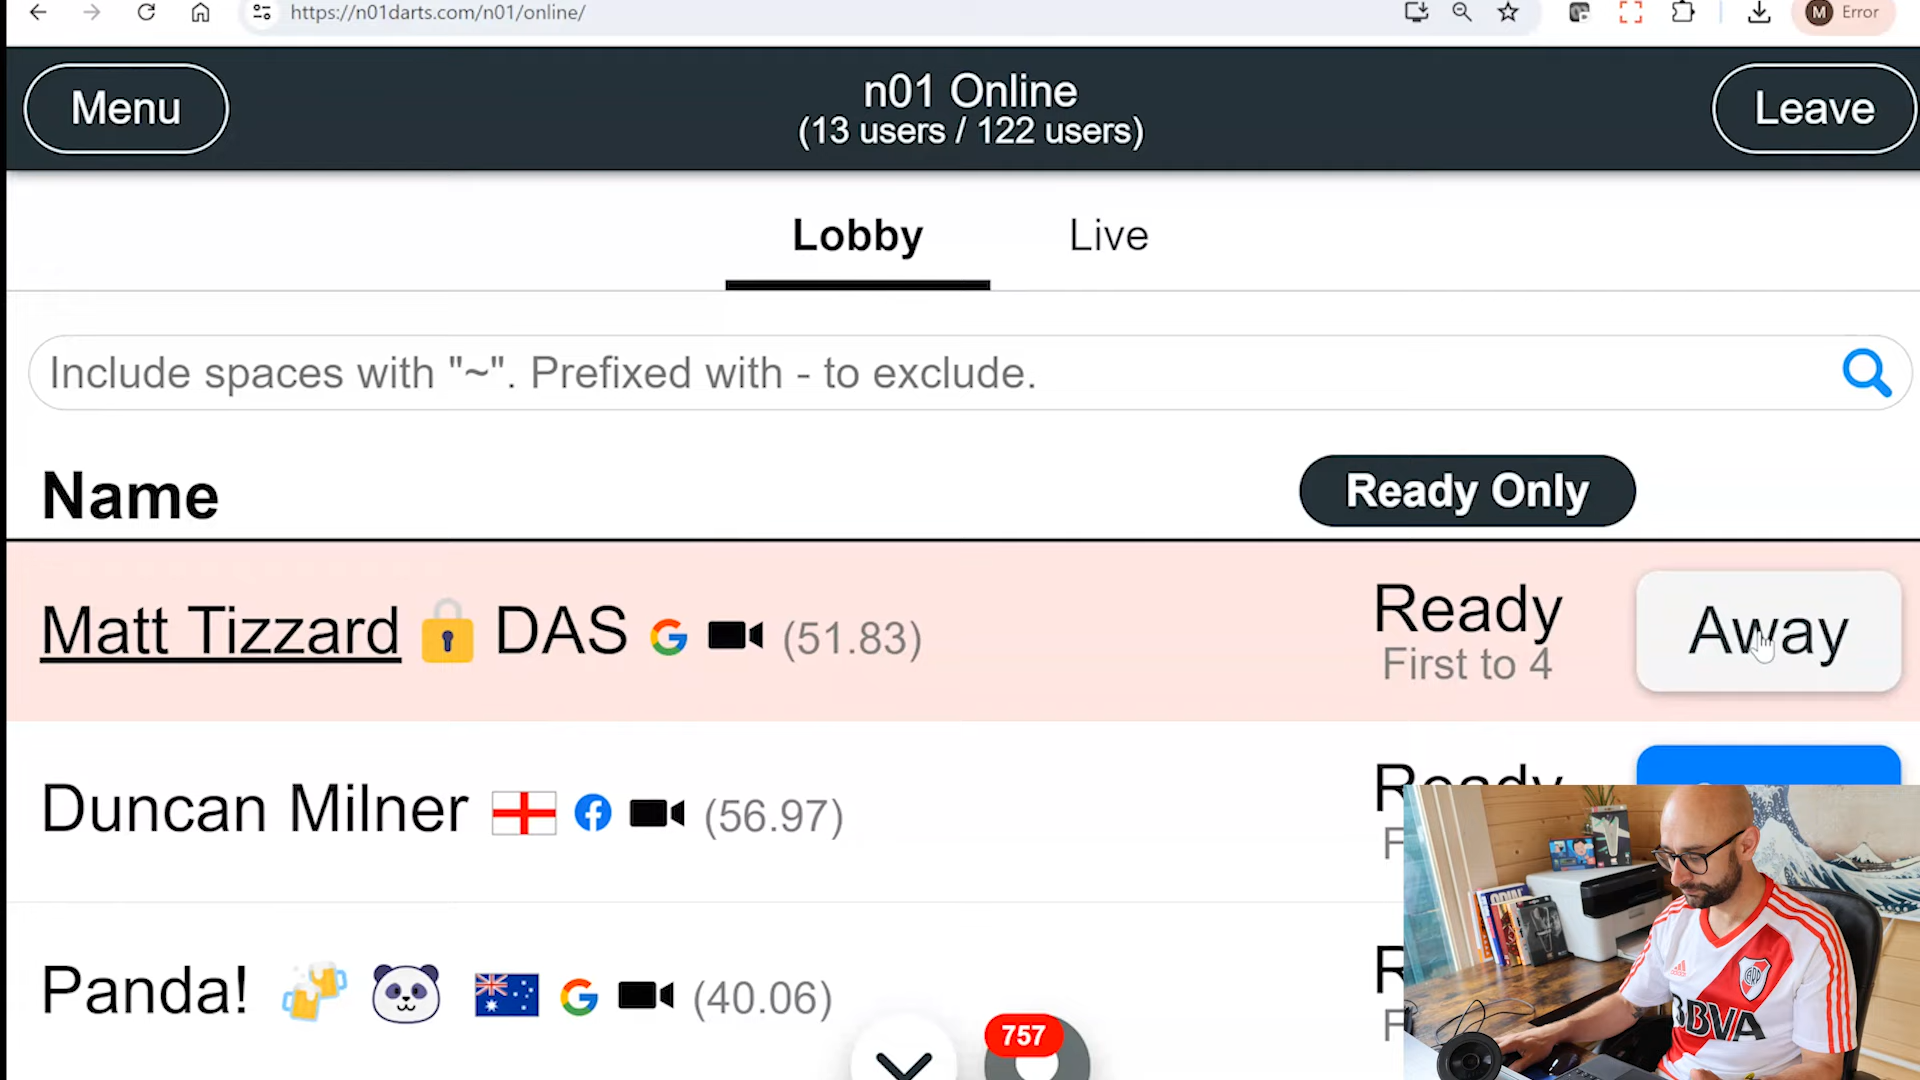 https://n01darts.com/n01/online/
M Error
Menu
n01 Online
(13 users / 122 users)
Leave
Lobby
Live
Include spaces with "~". Prefixed with - to exclude.
Name
Ready Only
Matt Tizzard DAS (51.83)
Ready
First to 4
Away
Duncan Milner (56.97)
Ready
Panda! (40.06)
757
BBVA